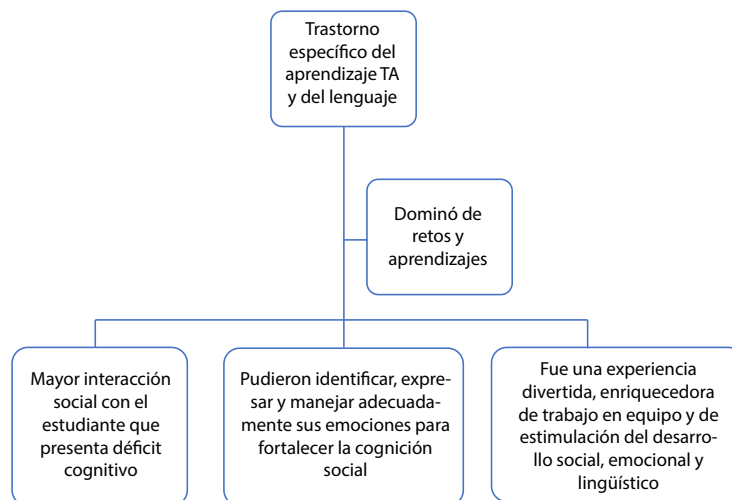 Trastorno
específico del
aprendizaje TA
y del lenguaje
Dominó de
retos y
aprendizajes
Mayor interacción
social con el
estudiante que
presenta déficit
cognitivo
Pudieron identificar, expre-
sar y manejar adecuada-
mente sus emociones para
fortalecer la cognición
social
Fue una experiencia
divertida, enriquecedora
de trabajo en equipo y de
estimulación del desarro-
llo social, emocional y
lingüístico